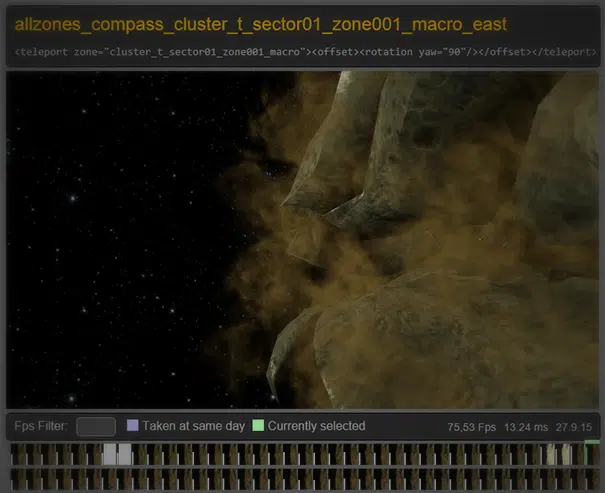 allzones_compass_cluster_t_sector01_zone001_macro_east
<teleport zone="cluster_t_sector01_zone001_macro"><offset><rotation yaw="90"/></offset></teleport>
Fps Filter: Taken at same day Currently selected 75,53 Fps 13.24 ms 27.9.15